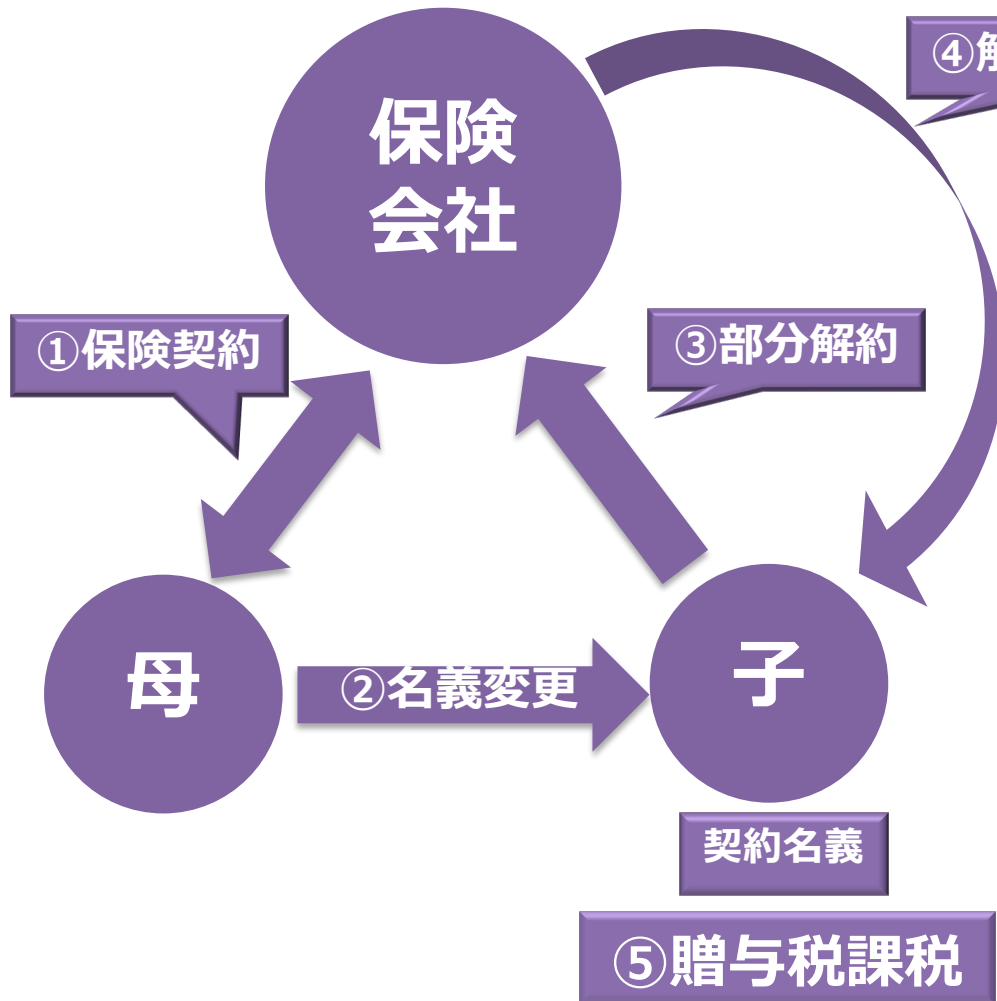 保険
会社
④解
①保険契約
③部分解約
母
②名義変更
子
契約名義
⑤贈与税課税